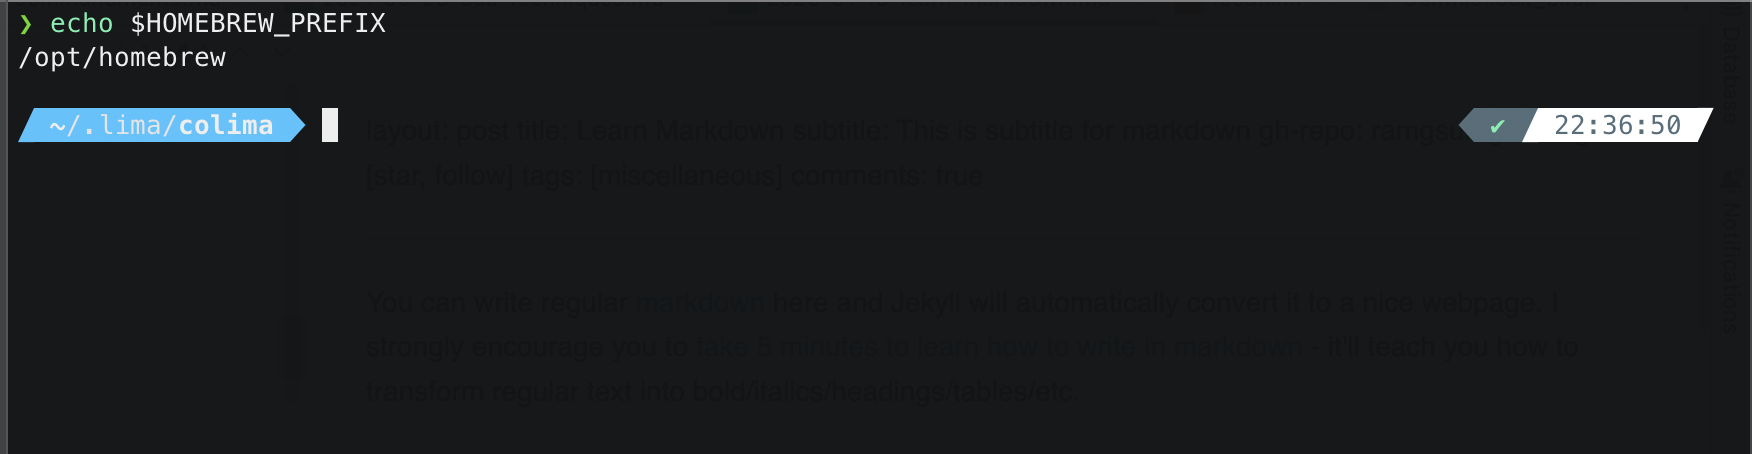 ❯ echo $HOMEBREW_PREFIX
/opt/homebrew
~/.lima/colima ✔ 22:36:50
layout: post title: Learn Markdown subtitle: This is subtitle for markdown gh-repo:
[star, follow] tags: [miscellaneous] comments: true
You can write regular markdown here and Jekyll will automatically convert it to a nice webpage. I
strongly encourage you to take 5 minutes to learn how to write in markdown - it'll teach you how to
transform regular text into bold/italics/headings/tables/etc.
Database
Notifications